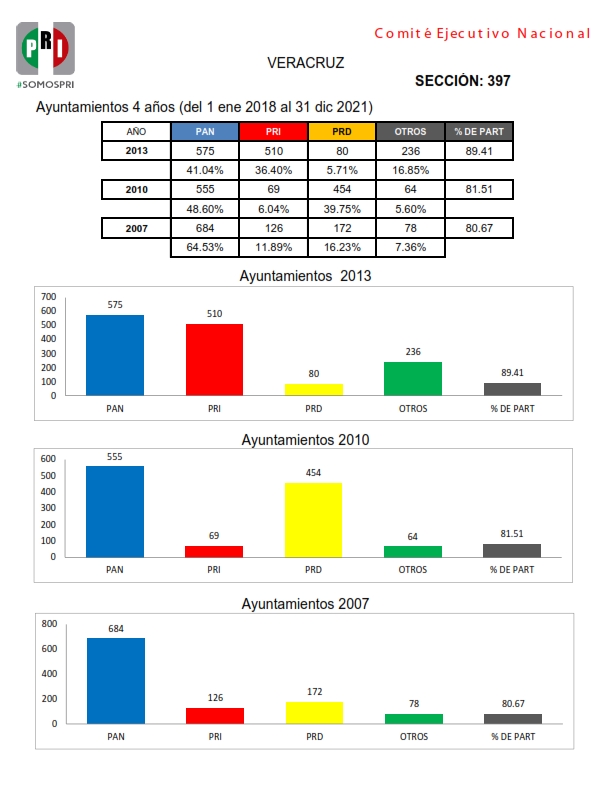 PRI
#SOMOSPRI
Comité Ejecutivo Nacional
VERACRUZ
SECCIÓN: 397
Ayuntamientos 4 años (del 1 ene 2018 al 31 dic 2021)
AÑO PAN PRI PRD OTROS % DE PART
2013 575 510 80 236 89.41
41.04% 36.40% 5.71% 16.85%
2010 555 69 454 64 81.51
48.60% 6.04% 39.75% 5.60%
2007 684 126 172 78 80.67
64.53% 11.89% 16.23% 7.36%
Ayuntamientos 2013
700
600
500
400
300
200
100
0
575 510 80 236 89.41
PAN PRI PRD OTROS % DE PART
Ayuntamientos 2010
600
500
400
300
200
100
0
555 69 454 64 81.51
PAN PRI PRD OTROS % DE PART
Ayuntamientos 2007
800
600
400
200
0
684 126 172 78 80.67
PAN PRI PRD OTROS % DE PART